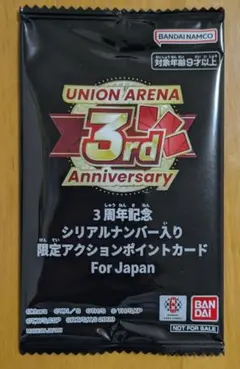 BANDAI NAMCO
対象年齢9才以上
UNION ARENA
3rd
Anniversary
3周年記念
シリアルナンバー入り
限定アクションポイントカード
For Japan
BANDAI
NOT FOR SALE